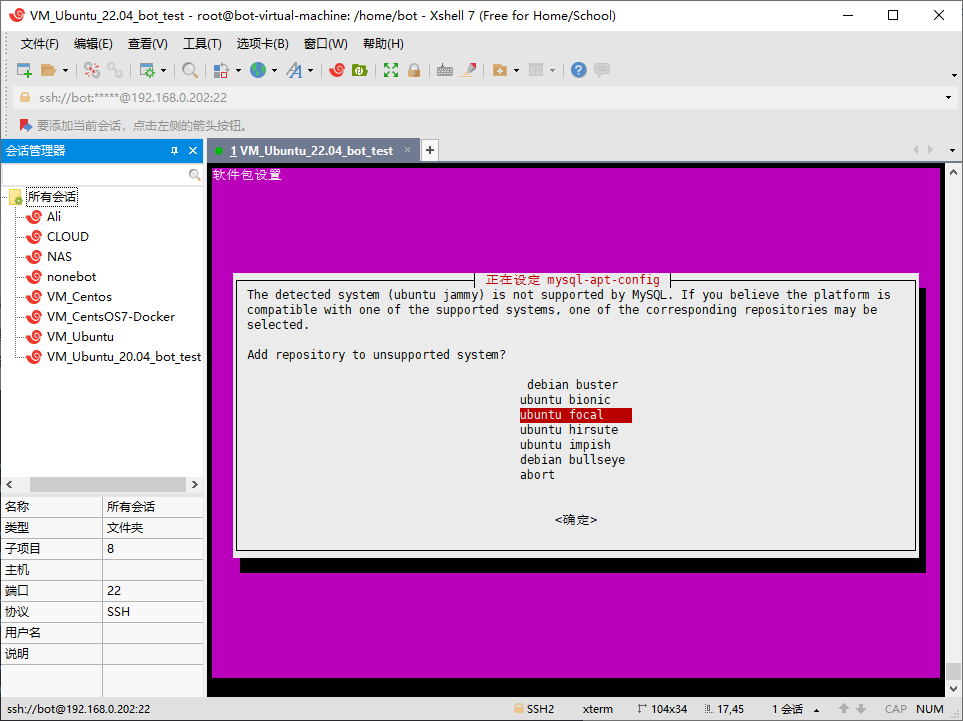 VM_Ubuntu_22.04_bot_test - root@bot-virtual-machine: /home/bot - Xshell 7 (Free for Home/School)
文件(F) 编辑(E) 查看(V) 工具(T) 选项卡(B) 窗口(W) 帮助(H)
ssh://bot:*****@192.168.0.202:22
要添加当前会话，点击左侧的箭头按钮。
会话管理器
1 VM_Ubuntu_22.04_bot_test
所有会话
Ali
CLOUD
NAS
nonebot
VM_Centos
VM_CentsOS7-Docker
VM_Ubuntu
VM_Ubuntu_20.04_bot_test
名称 所有会话
类型 文件夹
子项目 8
主机
端口 22
协议 SSH
用户名
说明
软件包设置
正在设定 mysql-apt-config
The detected system (ubuntu jammy) is not supported by MySQL. If you believe the platform is
compatible with one of the supported systems, one of the corresponding repositories may be
selected.
Add repository to unsupported system?
debian buster
ubuntu bionic
ubuntu focal
ubuntu hirsute
ubuntu impish
debian bullseye
abort
<确定>
ssh://bot@192.168.0.202:22 SSH2 xterm 104x34 17,45 1 会话 CAP NUM